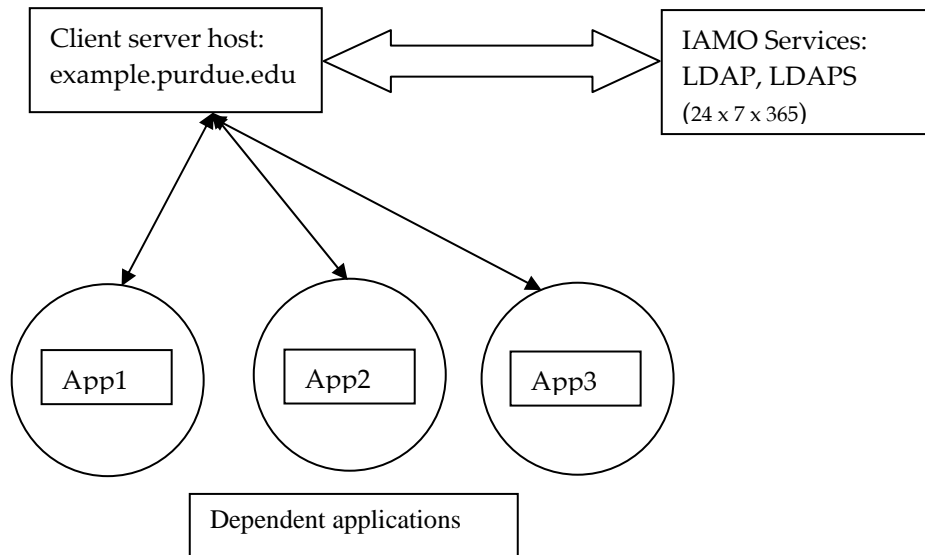 Client server host:
example.purdue.edu
IAMO Services:
LDAP, LDAPS
(24 x 7 x 365)
App1
App2
App3
Dependent applications